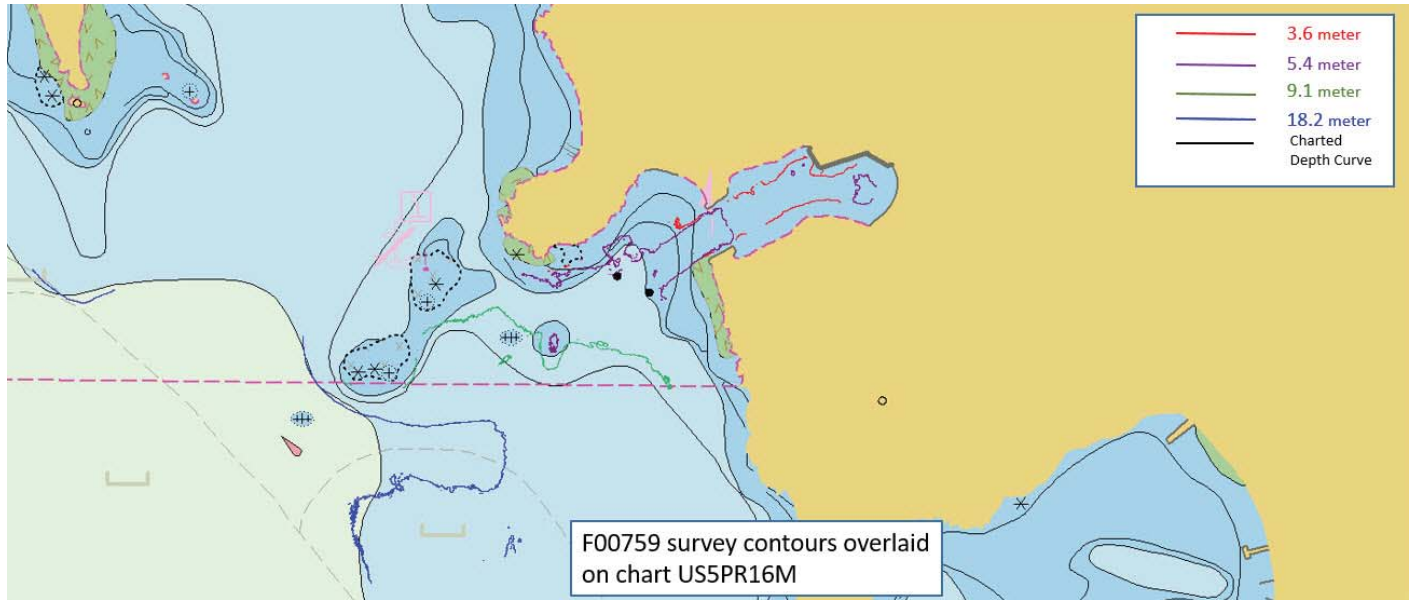 3.6 meter
5.4 meter
9.1 meter
18.2 meter
Charted
Depth Curve
F00759 survey contours overlaid
on chart US5PR16M